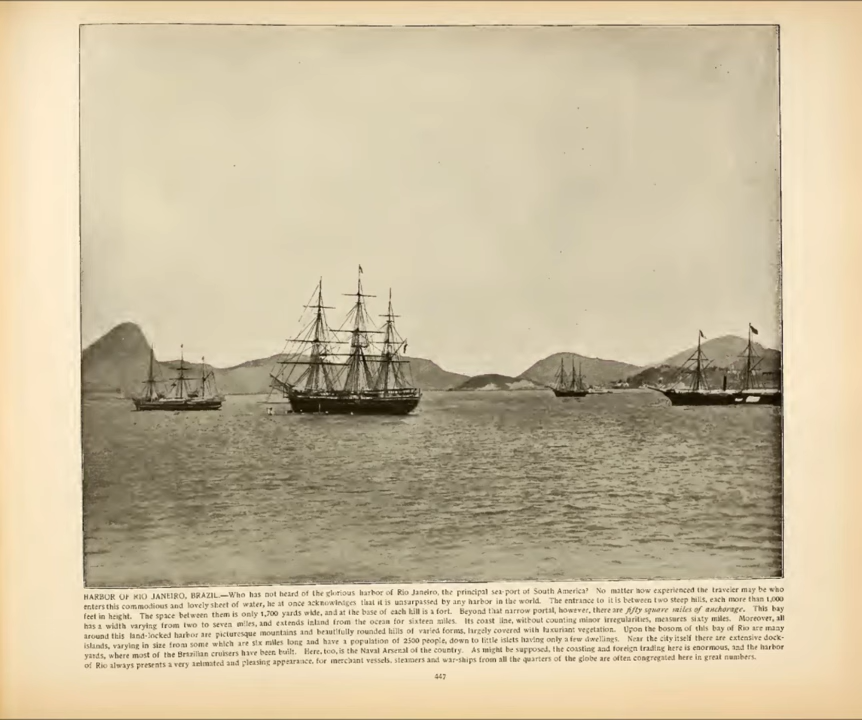 HARBOR OF RIO JANEIRO, BRAZIL.—Who has not heard of the glorious harbor of Rio Janeiro, the principal sea-port of South America? No matter how experienced the traveler may be who
enters this commodious and lovely sheet of water, he at once acknowledges that it is unsurpassed by any harbor in the world. The entrance to it is between two steep hills, each more than 1,000
feet in height. The space between them is only 1,700 yards wide, and at the base of each hill is a fort. Beyond that narrow portal, however, there are fifty square miles of anchorage. This bay
has a width varying from two to seven miles, and extends inland from the ocean for sixteen miles. Its coast line, without counting minor irregularities, measures sixty miles. Moreover, all
around this land-locked harbor are picturesque mountains and beautifully rounded hills of varied forms, largely covered with luxuriant vegetation. Upon the bosom of this bay of Rio are many
islands, varying in size from some which are six miles long and have a population of 2500 people, down to little islets having only a few dwellings. Near the city itself there are extensive dock-
yards, where most of the Brazilian cruisers have been built. Here, too, is the Naval Arsenal of the country. As might be supposed, the coasting and foreign trading here is enormous, and the harbor
of Rio always presents a very animated and pleasing appearance, for merchant vessels, steamers and war-ships from all the quarters of the globe are often congregated here in great numbers.
447